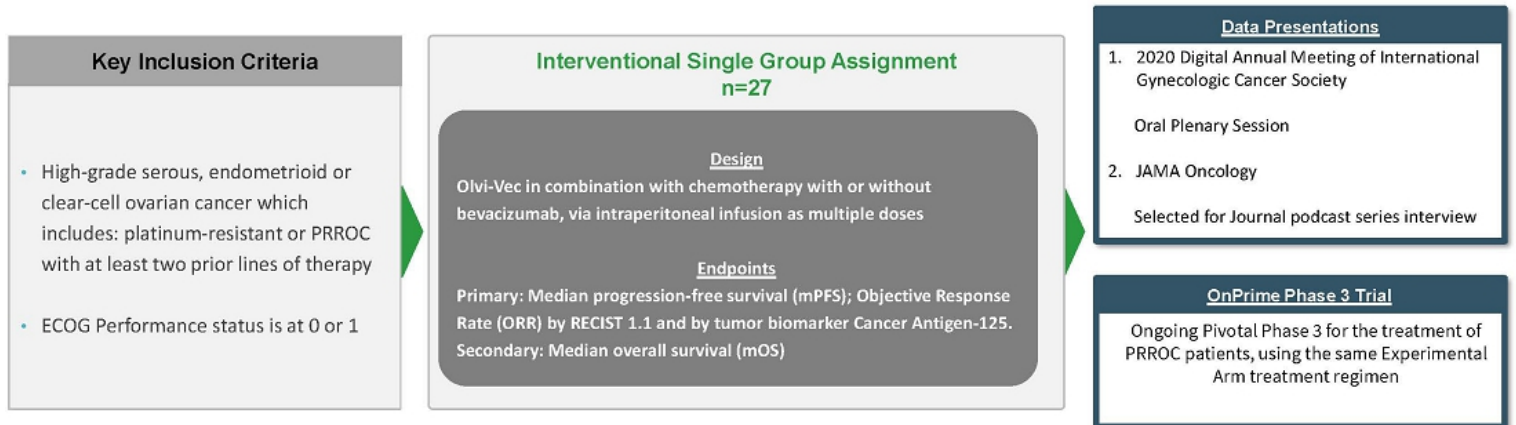 Key Inclusion Criteria
• High-grade serous, endometrioid or
clear-cell ovarian cancer which
includes: platinum-resistant or PRROC
with at least two prior lines of therapy
• ECOG Performance status is at 0 or 1
Interventional Single Group Assignment
n=27
Design
Olvi-Vec in combination with chemotherapy with or without
bevacizumab, via intraperitoneal infusion as multiple doses
Endpoints
Primary: Median progression-free survival (mPFS); Objective Response
Rate (ORR) by RECIST 1.1 and by tumor biomarker Cancer Antigen-125.
Secondary: Median overall survival (mOS)
Data Presentations
1. 2020 Digital Annual Meeting of International
Gynecologic Cancer Society
Oral Plenary Session
2. JAMA Oncology
Selected for Journal podcast series interview
OnPrime Phase 3 Trial
Ongoing Pivotal Phase 3 for the treatment of
PRROC patients, using the same Experimental
Arm treatment regimen